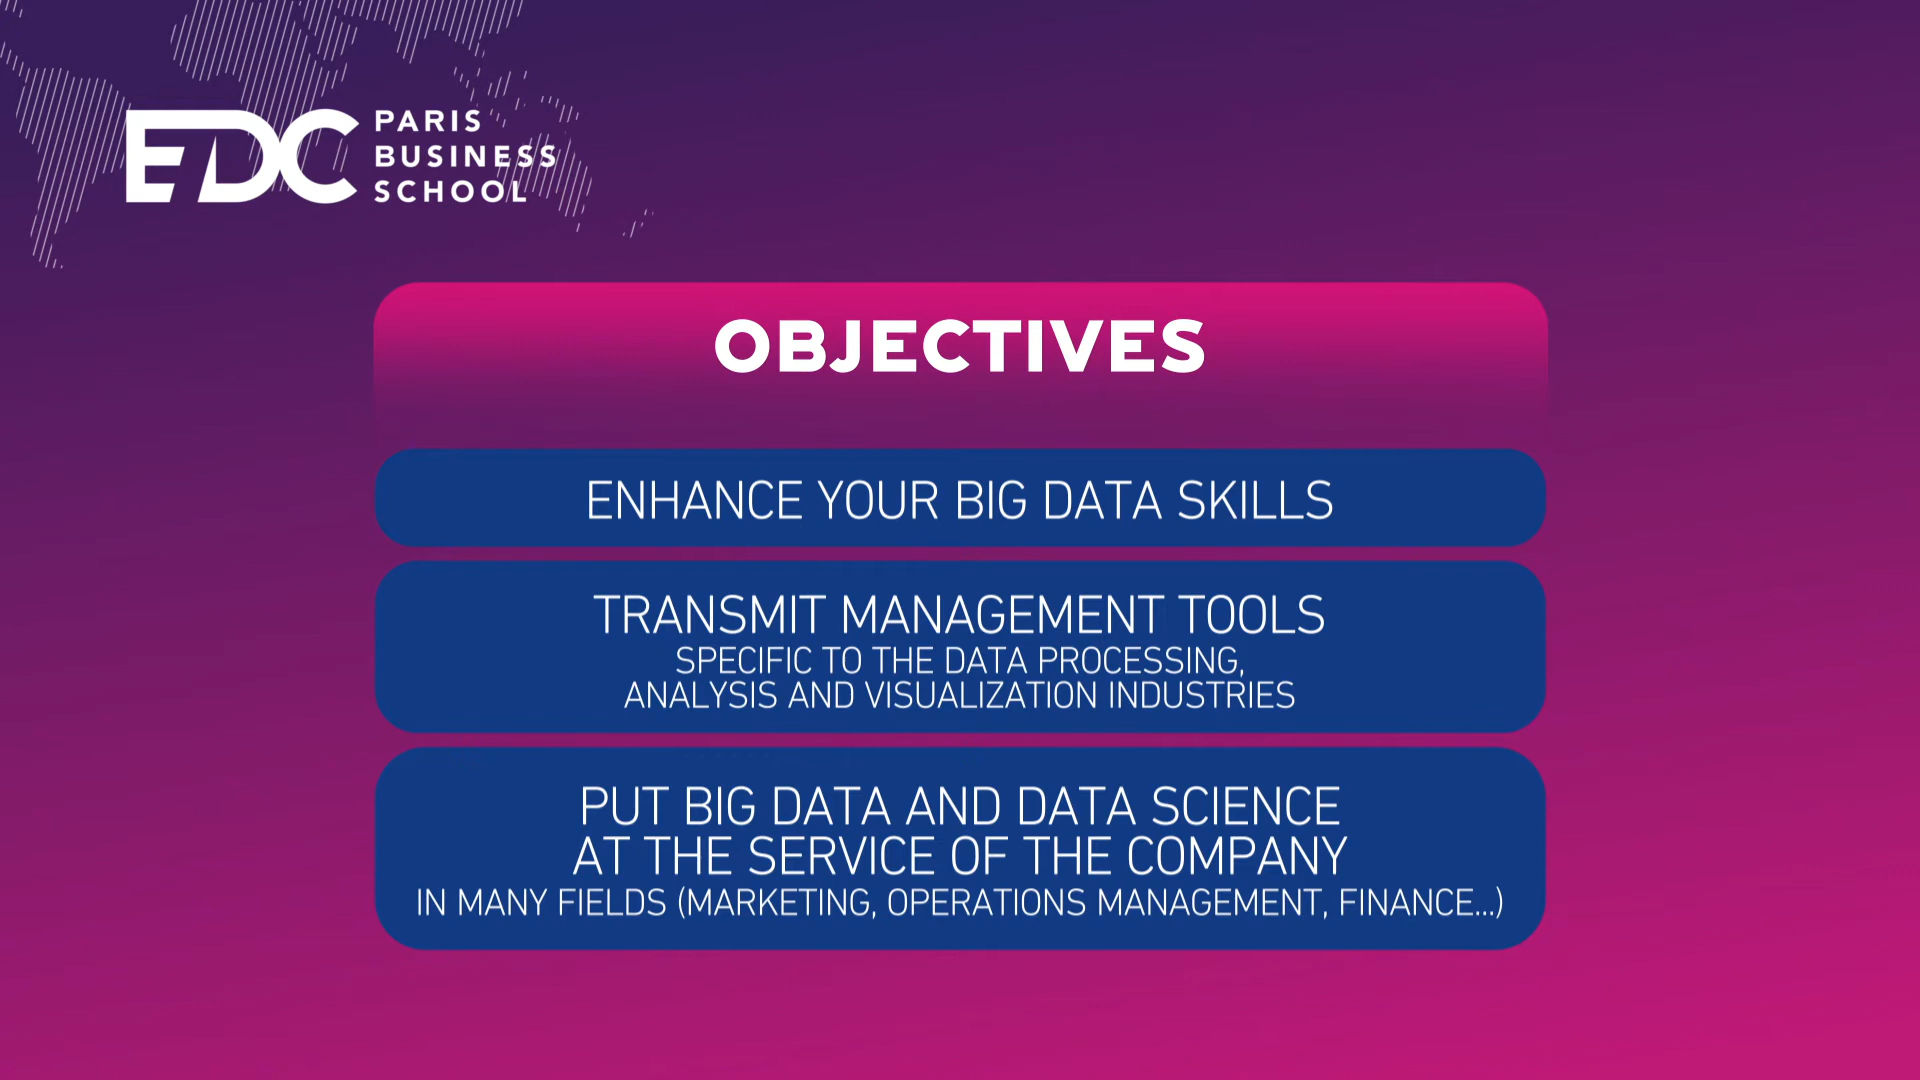 EDC PARIS
BUSINESS
SCHOOL
OBJECTIVES
ENHANCE YOUR BIG DATA SKILLS
TRANSMIT MANAGEMENT TOOLS
SPECIFIC TO THE DATA PROCESSING,
ANALYSIS AND VISUALIZATION INDUSTRIES
PUT BIG DATA AND DATA SCIENCE
AT THE SERVICE OF THE COMPANY
IN MANY FIELDS (MARKETING, OPERATIONS MANAGEMENT, FINANCE...)